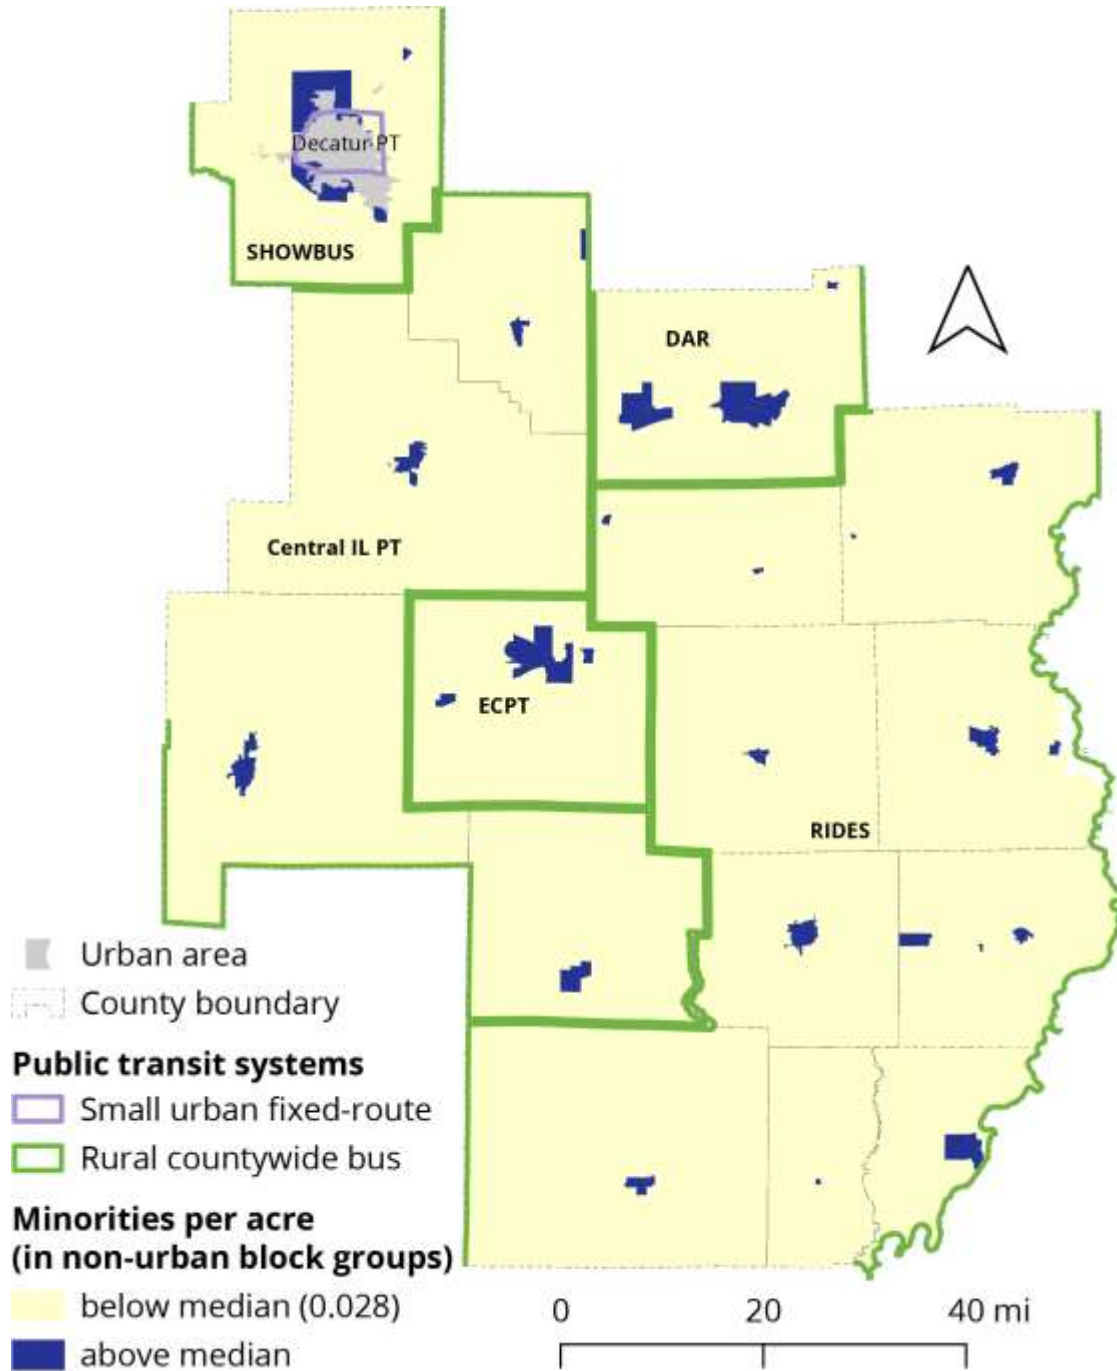 Decatur PT
SHOWBUS
DAR
Central IL PT
ECPT
RIDES
Urban area
County boundary
Public transit systems
Small urban fixed-route
Rural countywide bus
Minorities per acre
(in non-urban block groups)
below median (0.028)
above median
0 20 40 mi